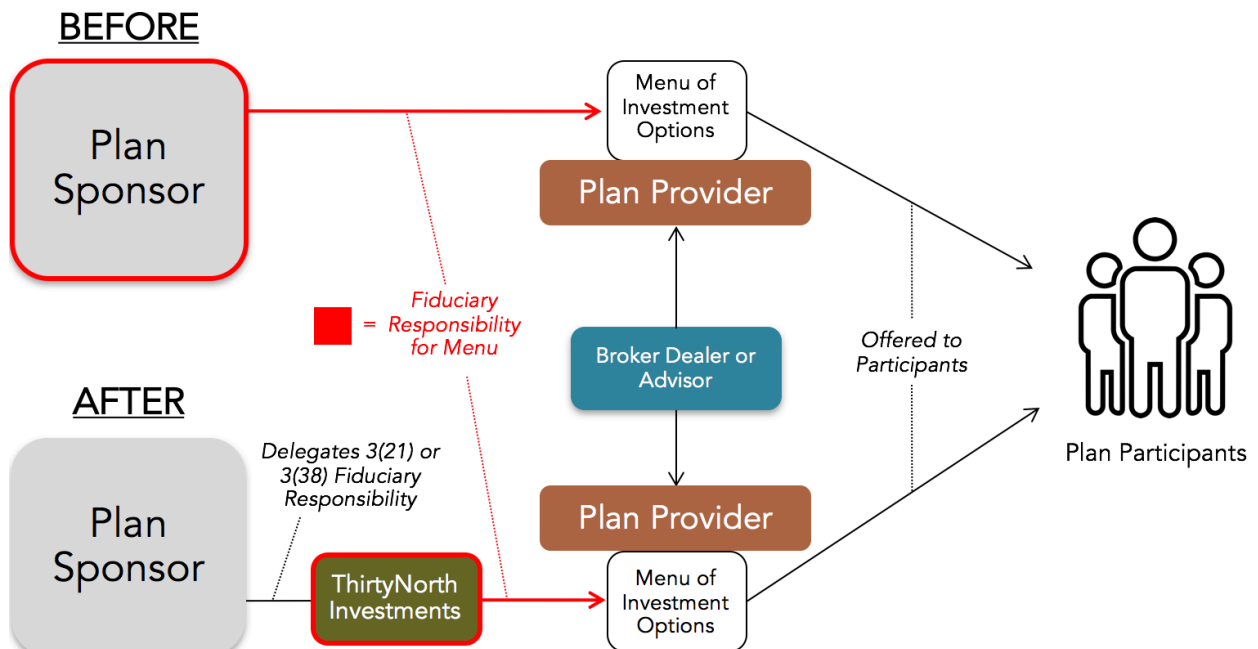 BEFORE
Plan
Sponsor
Menu of
Investment
Options
Plan Provider
= Fiduciary
Responsibility
for Menu
Broker Dealer or
Advisor
Offered to
Participants
Plan Participants
AFTER
Plan
Sponsor
Delegates 3(21) or
3(38) Fiduciary
Responsibility
ThirtyNorth
Investments
Plan Provider
Menu of
Investment
Options